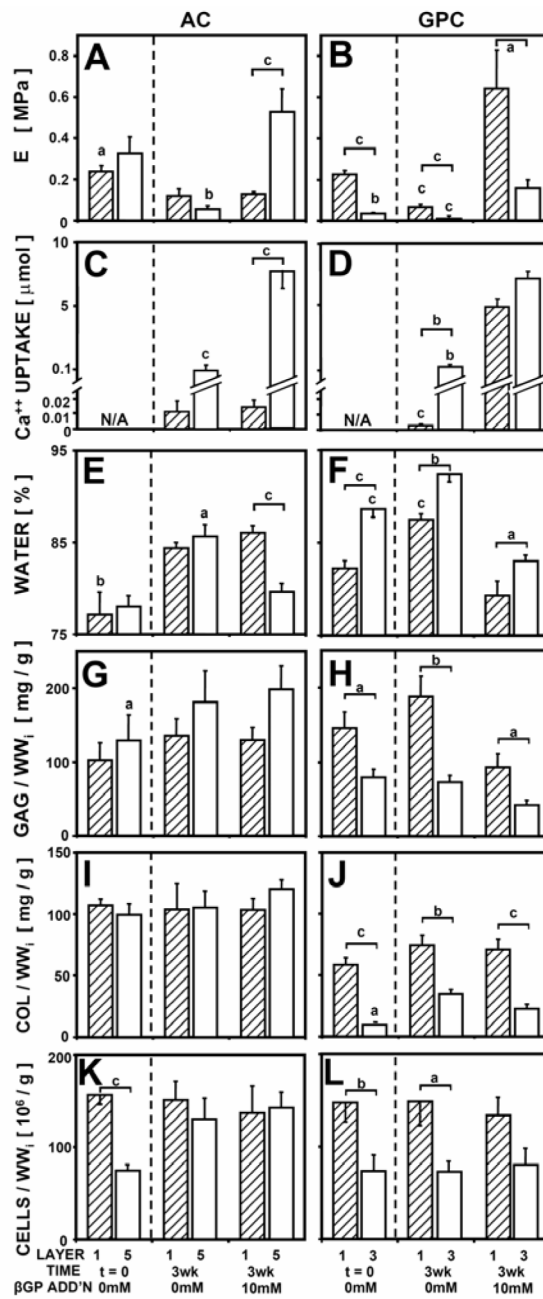 AC GPC
A B
E [ MPa]
0.8
0.6
0.4
0.2
0
a b c
c c c b c a
C D
Ca++ UPTAKE [ μmol ]
10
5
0.1
0.02
0.01
0
N/A c c
N/A c b b
E F
WATER [ % ]
95
85
75
b a c
c c c b a
G H
GAG / WWi [ mg / g ]
200
100
0
a
a b a
I J
COL / WWi [ mg / g ]
150
100
50
0
c a b c
K L
CELLS / WWi [ 10⁶ / g ]
200
100
0
c
b a
LAYER 1 5 1 5 1 5 1 3 1 3 1 3
TIME t = 0 3wk 3wk t = 0 3wk 3wk
βGP ADD'N 0mM 0mM 10mM 0mM 0mM 10mM